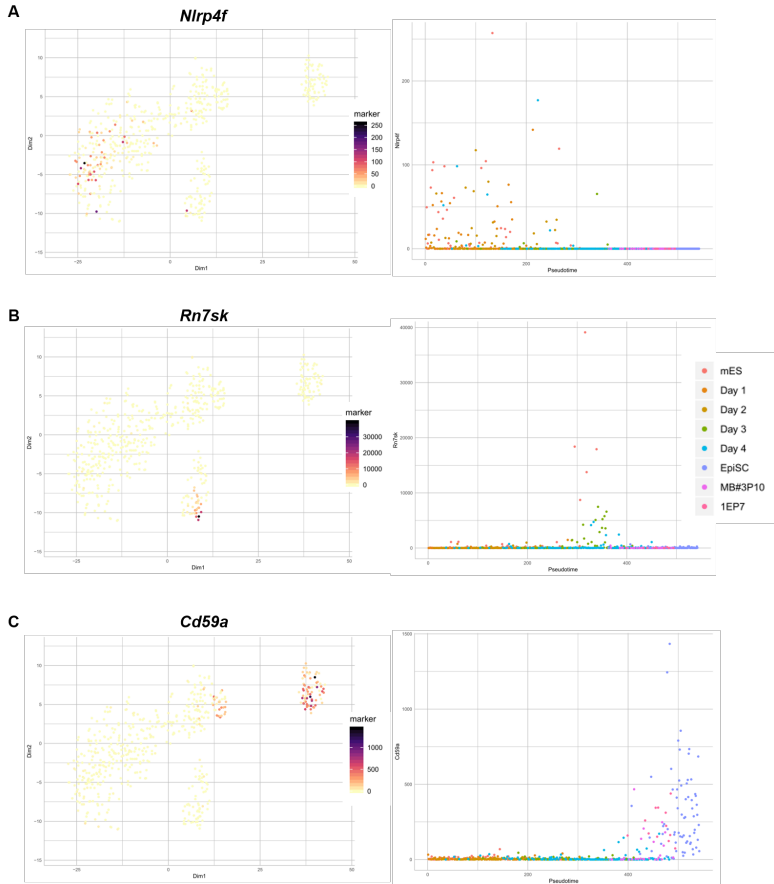 A
Nlrp4f
10
5
0
−5
−10
−15
Dim2
−25
0
25
50
Dim1
marker
250
200
150
100
50
0
Nlrp4f
200
100
0
0
200
400
Pseudotime
B
Rn7sk
10
5
0
−5
−10
−15
Dim2
−25
0
25
50
Dim1
marker
30000
20000
10000
0
Rn7sk
40000
30000
20000
10000
0
0
200
400
Pseudotime
mES
Day 1
Day 2
Day 3
Day 4
EpiSC
MB#3P10
1EP7
C
Cd59a
10
5
0
−5
−10
−15
Dim2
−25
0
25
50
Dim1
marker
1000
500
0
Cd59a
1500
1000
500
0
0
200
400
Pseudotime